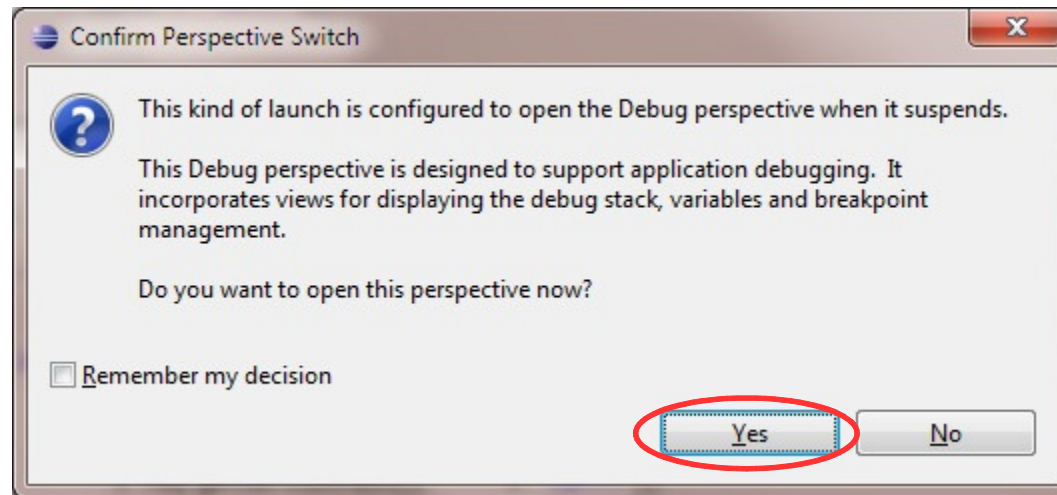 Confirm Perspective Switch
This kind of launch is configured to open the Debug perspective when it suspends.
This Debug perspective is designed to support application debugging.  It
incorporates views for displaying the debug stack, variables and breakpoint
management.
Do you want to open this perspective now?
Remember my decision
Yes
No